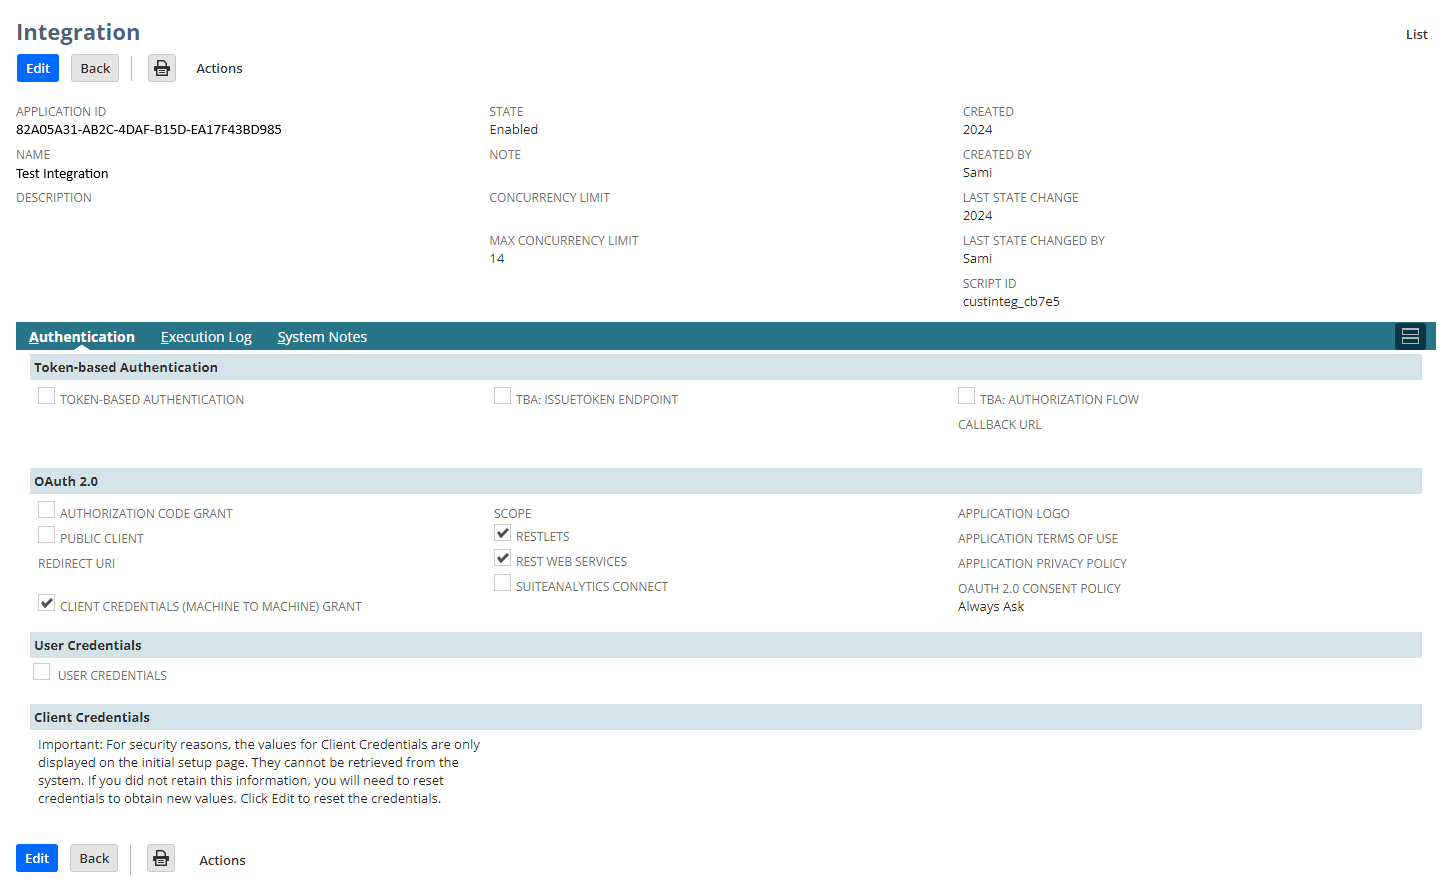 Integration
List
Edit
Back
Actions
APPLICATION ID
82A05A31-AB2C-4DAF-B15D-EA17F43BD985
NAME
Test Integration
DESCRIPTION
STATE
Enabled
NOTE
CONCURRENCY LIMIT
MAX CONCURRENCY LIMIT
14
CREATED
2024
CREATED BY
Sami
LAST STATE CHANGE
2024
LAST STATE CHANGED BY
Sami
SCRIPT ID
custinteg_cb7e5
Authentication
Execution Log
System Notes
Token-based Authentication
TOKEN-BASED AUTHENTICATION
TBA: ISSUETOKEN ENDPOINT
TBA: AUTHORIZATION FLOW
CALLBACK URL
OAuth 2.0
AUTHORIZATION CODE GRANT
PUBLIC CLIENT
REDIRECT URI
CLIENT CREDENTIALS (MACHINE TO MACHINE) GRANT
SCOPE
RESTLETS
REST WEB SERVICES
SUITEANALYTICS CONNECT
APPLICATION LOGO
APPLICATION TERMS OF USE
APPLICATION PRIVACY POLICY
OAUTH 2.0 CONSENT POLICY
Always Ask
User Credentials
USER CREDENTIALS
Client Credentials
Important: For security reasons, the values for Client Credentials are only
displayed on the initial setup page. They cannot be retrieved from the
system. If you did not retain this information, you will need to reset
credentials to obtain new values. Click Edit to reset the credentials.
Edit
Back
Actions